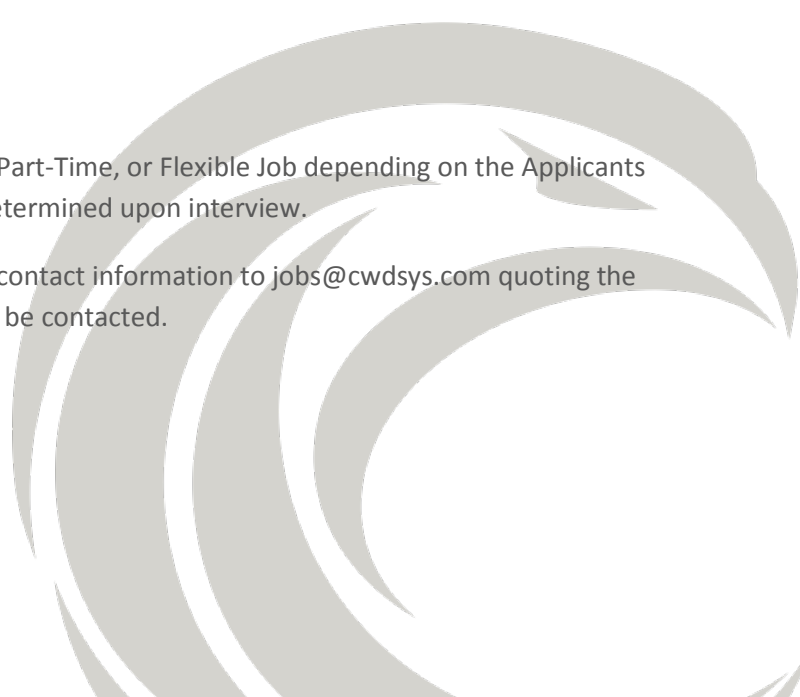 Part-Time, or Flexible Job depending on the Applicants
etermined upon interview.
contact information to jobs@cwdsys.com quoting the
be contacted.